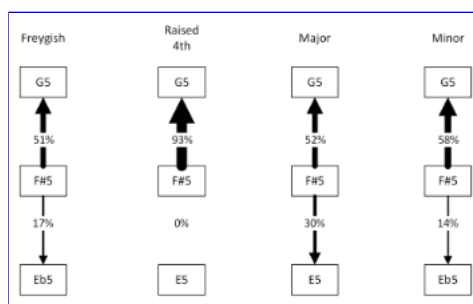 Freygish
Raised
4th
Major
Minor
G5
G5
G5
G5
51%
93%
52%
58%
F#5
F#5
F#5
F#5
17%
0%
30%
14%
Eb5
E5
E5
Eb5